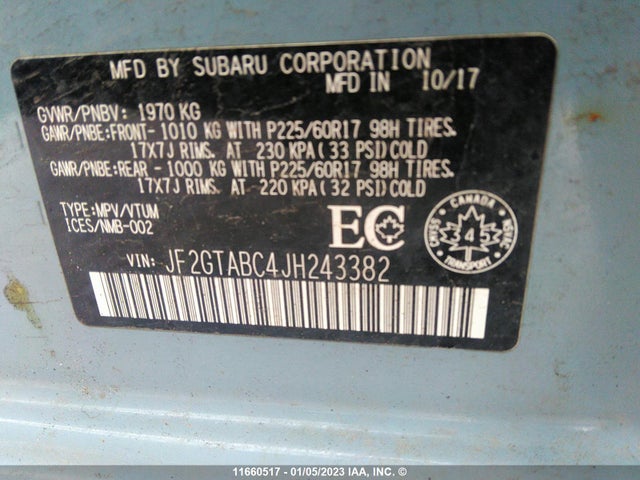 MFD BY SUBARU CORPORATION
MFD IN 10/17
GVWR/PNBV: 1970 KG
GAWR/PNBE:FRONT- 1010 KG WITH P225/60R17 98H TIRES.
17X7J RIMS. AT 230 KPA( 33 PSI)COLD
GAWR/PNBE:REAR - 1000 KG WITH P225/60R17 98H TIRES.
17X7J RIMS. AT 220 KPA( 32 PSI)COLD
TYPE:MPV/VTUM
ICES/NMB-002
EC
CANADA
CMVSS
NSVAC
345
TRANSPORT
VIN: JF2GTABC4JH243382
11660517 - 01/05/2023 IAA, INC. ©